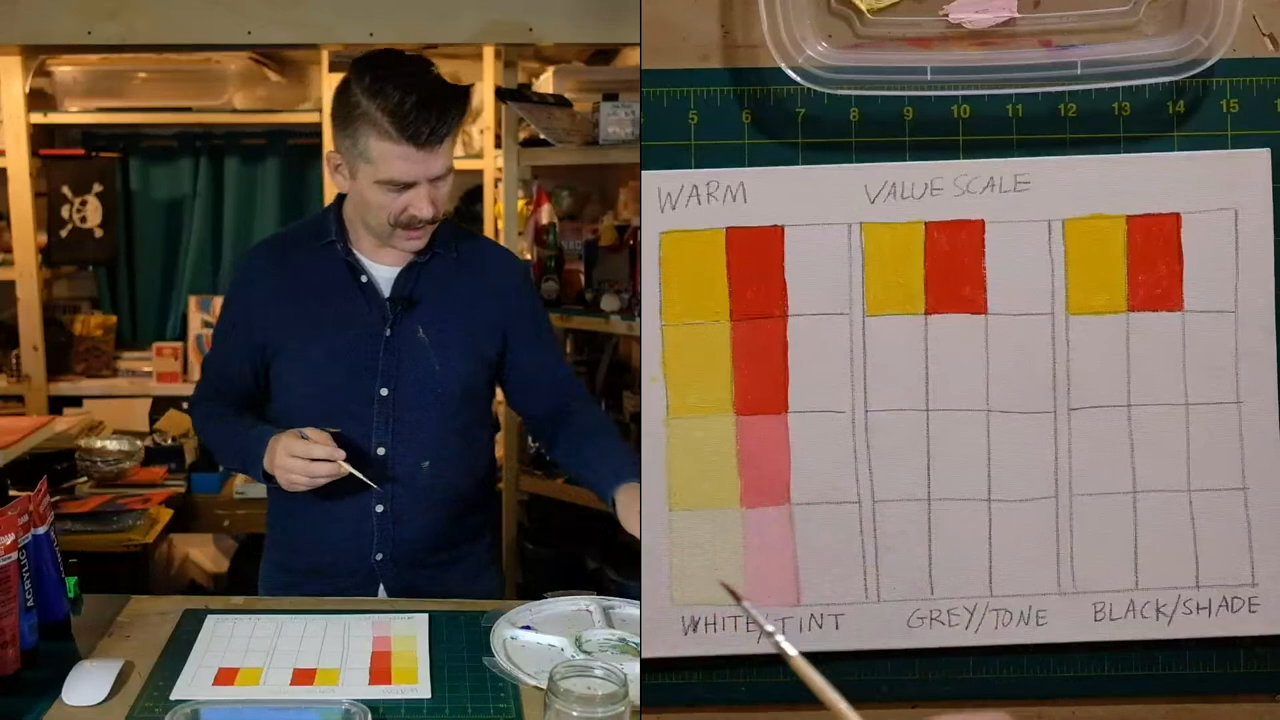 ACRYLIC
5 6 7 8 9 10 11 12 13 14 15
WARM VALUE SCALE
WHITE/TINT GREY/TONE BLACK/SHADE